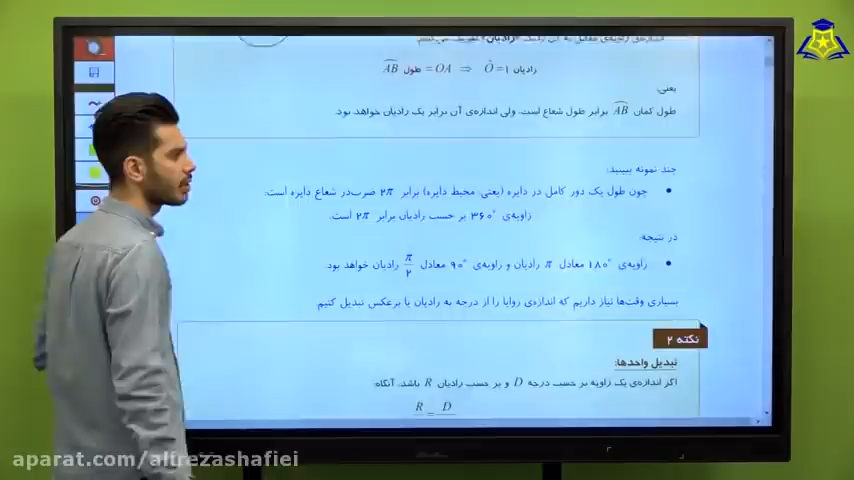 طول AB = OA ⇒ Ô = ۱ رادیان
یعنی:
طول کمان AB برابر طول شعاع است. ولی اندازه‌ی آن برابر یک رادیان خواهد بود.
چند نمونه ببینید:
• چون طول یک دور کامل در دایره (یعنی: محیط دایره) برابر ۲π ضرب‌در شعاع دایره است.
زاویه‌ی ۳۶۰° بر حسب رادیان برابر ۲π است.
در نتیجه:
• زاویه‌ی ۱۸۰° معادل π رادیان و زاویه‌ی ۹۰° معادل π/۲ رادیان خواهد بود.
بسیاری وقت‌ها نیاز داریم که اندازه‌ی زوایا را از درجه به رادیان یا برعکس تبدیل کنیم
نکته ۲
تبدیل واحدها:
اگر اندازه‌ی یک زاویه بر حسب درجه D و بر حسب رادیان R باشد. آنگاه:
R = D
aparat.com/alirezashafiei